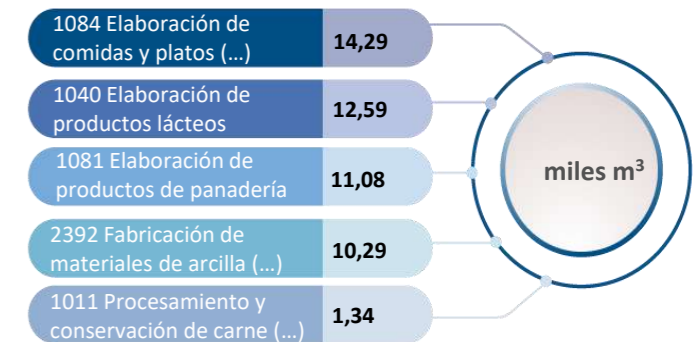 1084 Elaboración de
comidas y platos (…)
14,29
1040 Elaboración de
productos lácteos
12,59
1081 Elaboración de
productos de panadería
11,08
2392 Fabricación de
materiales de arcilla (…)
10,29
1011 Procesamiento y
conservación de carne (…)
1,34
miles m³